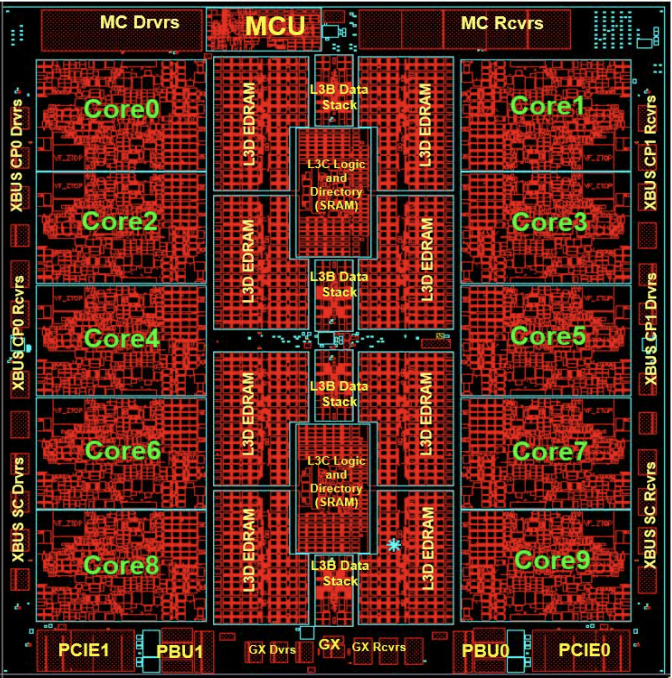 MC Drvrs
MCU
MC Rcvrs
Core0
Core1
Core2
Core3
Core4
Core5
Core6
Core7
Core8
Core9
L3D EDRAM
L3B Data
Stack
L3D EDRAM
L3C Logic
and
Directory
(SRAM)
L3D EDRAM
L3B Data
Stack
L3D EDRAM
L3D EDRAM
L3B Data
Stack
L3D EDRAM
L3C Logic
and
Directory
(SRAM)
L3D EDRAM
L3B Data
Stack
L3D EDRAM
XBUS CP0 Drvrs
XBUS CP0 Rcvrs
XBUS SC Drvrs
XBUS CP1 Rcvrs
XBUS CP1 Drvrs
XBUS SC Rcvrs
PCIE1
PBU1
GX Drvrs
GX
GX Rcvrs
PBU0
PCIE0